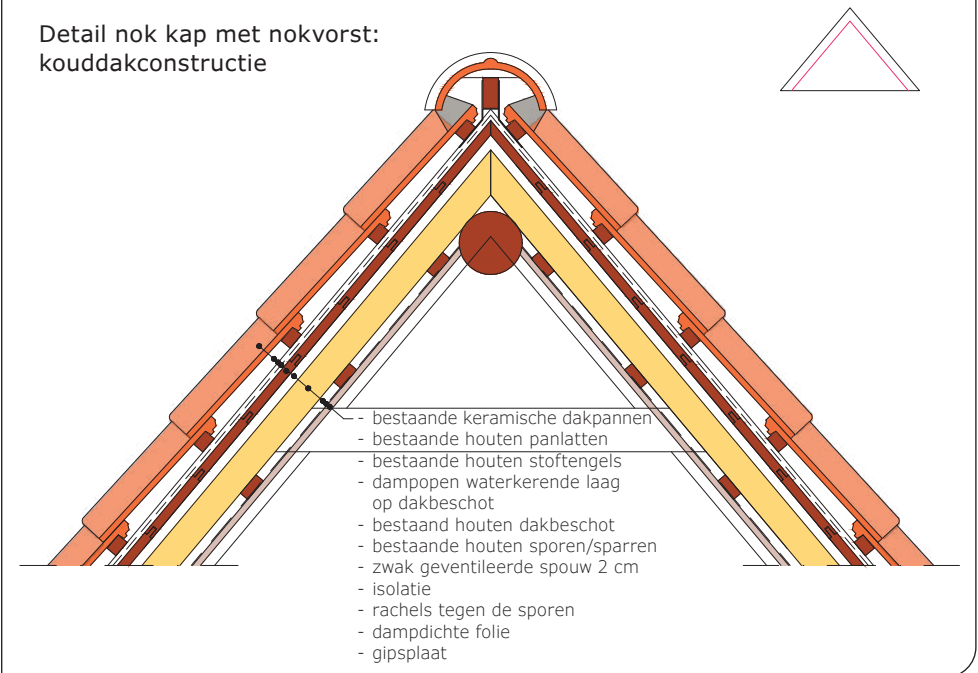 Detail nok kap met nokvorst:
kouddakconstructie
- bestaande keramische dakpannen
- bestaande houten panlatten
- bestaande houten stoftengels
- dampopen waterkerende laag
op dakbeschot
- bestaand houten dakbeschot
- bestaande houten sporen/sparren
- zwak geventileerde spouw 2 cm
- isolatie
- rachels tegen de sporen
- dampdichte folie
- gipsplaat